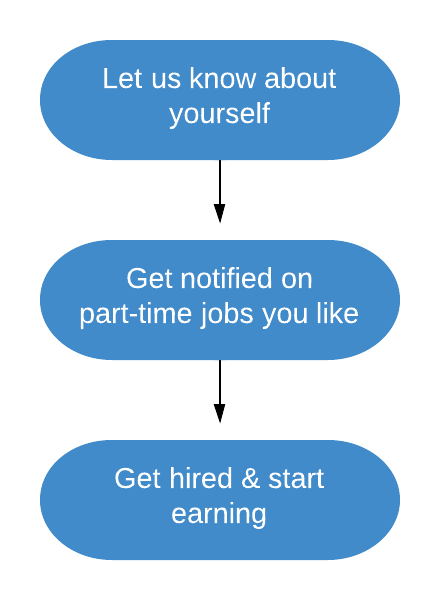 Let us know about
yourself
Get notified on
part-time jobs you like
Get hired & start
earning